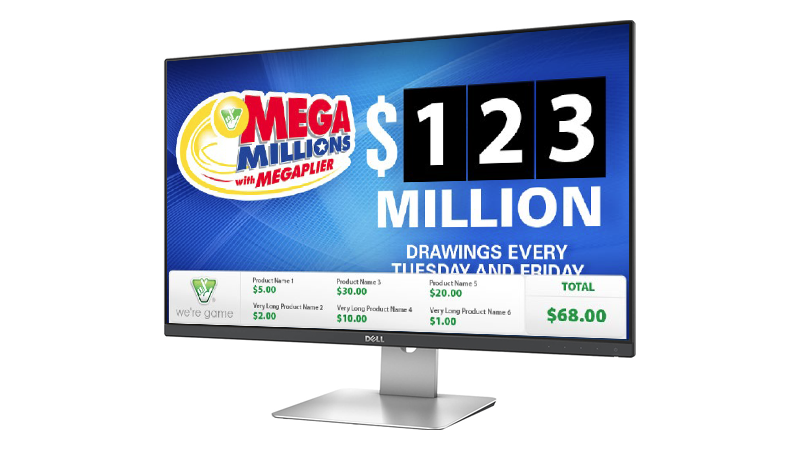 MEGA
MILLIONS
with MEGAPLIER
$123
MILLION
DRAWINGS EVERY
TUESDAY AND FRIDAY
we're game
Product Name 1
$5.00
Very Long Product Name 2
$2.00
Product Name 3
$30.00
Very Long Product Name 4
$10.00
Product Name 5
$20.00
Very Long Product Name 6
$1.00
TOTAL
$68.00
DELL